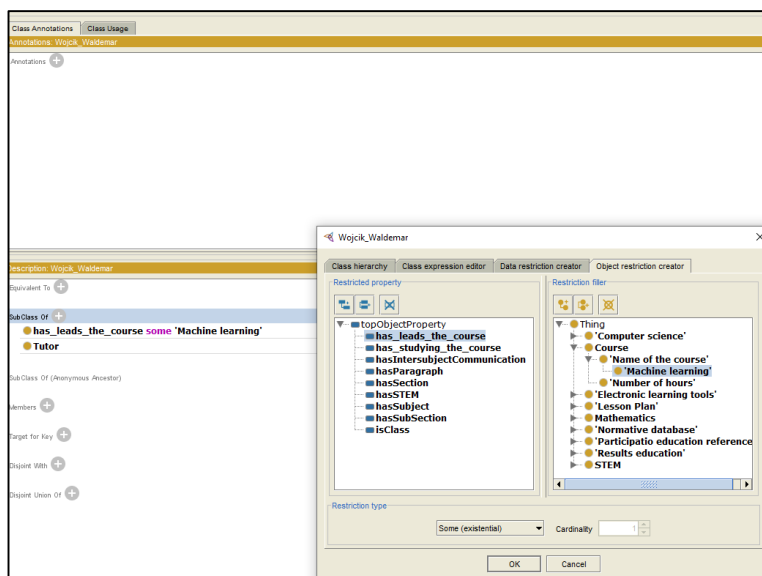 Class Annotations Class Usage
Annotations: Wojcik_Waldemar
Annotations
Description: Wojcik_Waldemar
Equivalent To
SubClass Of
has_leads_the_course some 'Machine learning'
Tutor
SubClass Of (Anonymous Ancestor)
Members
Target for Key
Disjoint With
Disjoint Union Of
Wojcik_Waldemar
Class hierarchy Class expression editor Data restriction creator Object restriction creator
Restricted property
topObjectProperty
has_leads_the_course
has_studying_the_course
hasIntersubjectCommunication
hasParagraph
hasSection
hasSTEM
hasSubject
hasSubSection
isClass
Restriction filler
Thing
'Computer science'
Course
'Name of the course'
'Machine learning'
'Number of hours'
'Electronic learning tools'
'Lesson Plan'
Mathematics
'Normative database'
'Participatio education reference
'Results education'
STEM
Restriction type
Some (existential) Cardinality 1
OK Cancel